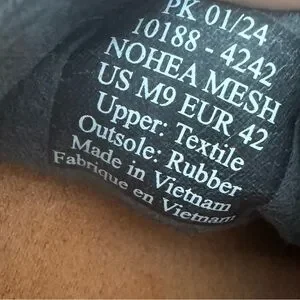 PK 01/24
10188 - 4242
NOHEA MESH
US M9 EUR 42
Upper: Textile
Outsole: Rubber
Made in Vietnam
Fabrique en Vietnam